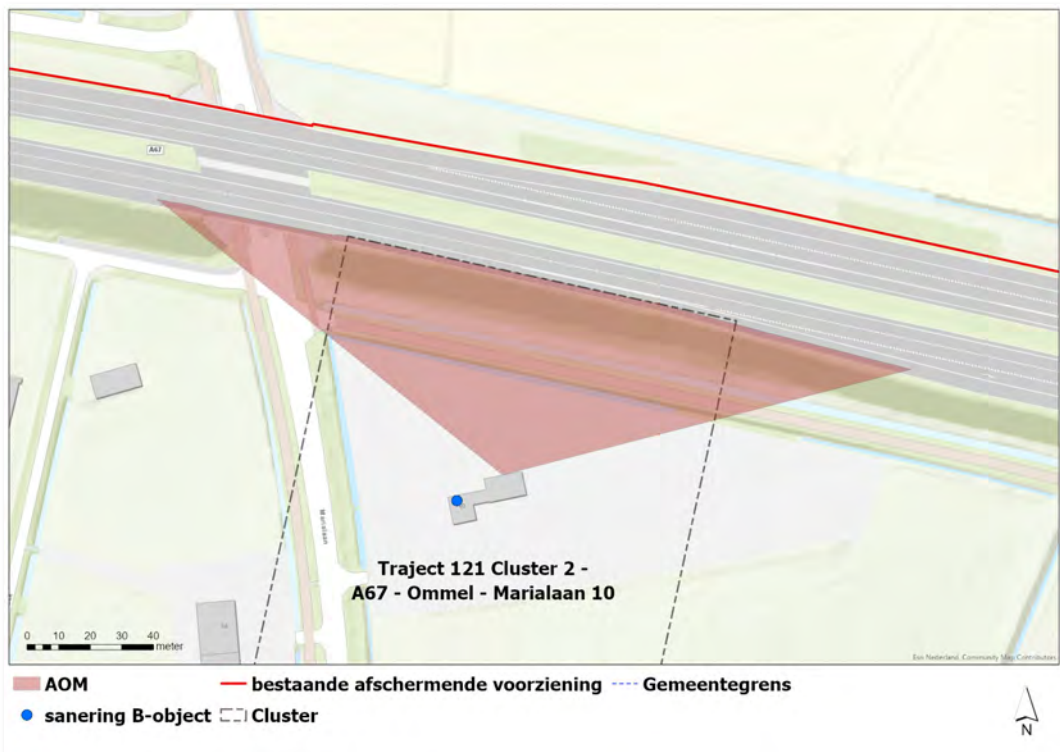 A67
Marialaan
Traject 121 Cluster 2 -
A67 - Ommel - Marialaan 10
0 10 20 30 40
meter
Esri Nederland, Community Map Contributors
AOM
bestaande afschermende voorziening
Gemeentegrens
sanering B-object
Cluster
N